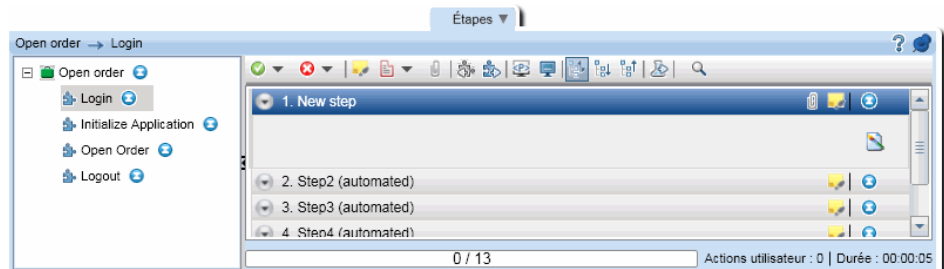 Étapes
Open order → Login
Open order
Login
Initialize Application
Open Order
Logout
1. New step
2. Step2 (automated)
3. Step3 (automated)
4 Step4 (automated)
0 / 13
Actions utilisateur : 0 | Durée : 00:00:05